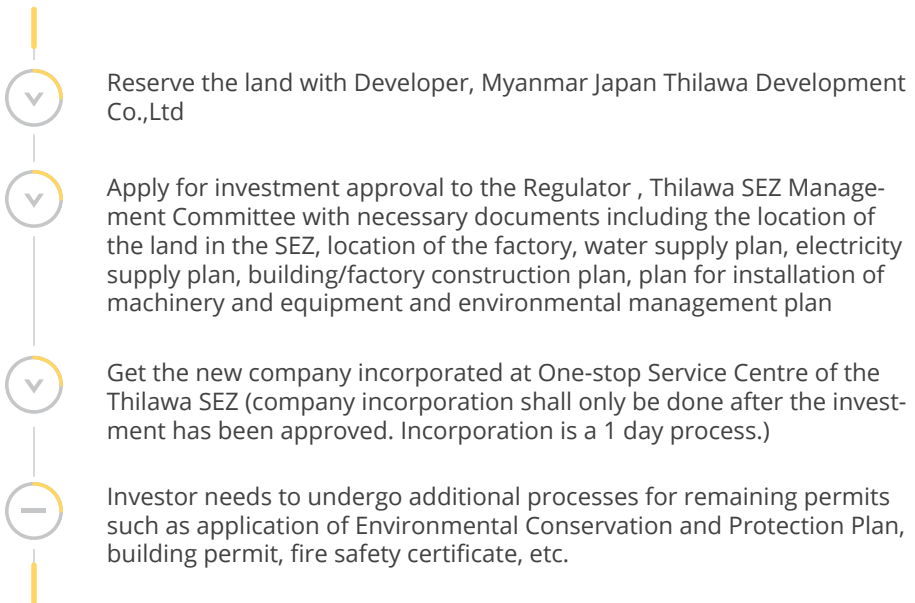 Reserve the land with Developer, Myanmar Japan Thilawa Development
Co.,Ltd
Apply for investment approval to the Regulator , Thilawa SEZ Manage-
ment Committee with necessary documents including the location of
the land in the SEZ, location of the factory, water supply plan, electricity
supply plan, building/factory construction plan, plan for installation of
machinery and equipment and environmental management plan
Get the new company incorporated at One-stop Service Centre of the
Thilawa SEZ (company incorporation shall only be done after the invest-
ment has been approved. Incorporation is a 1 day process.)
Investor needs to undergo additional processes for remaining permits
such as application of Environmental Conservation and Protection Plan,
building permit, fire safety certificate, etc.